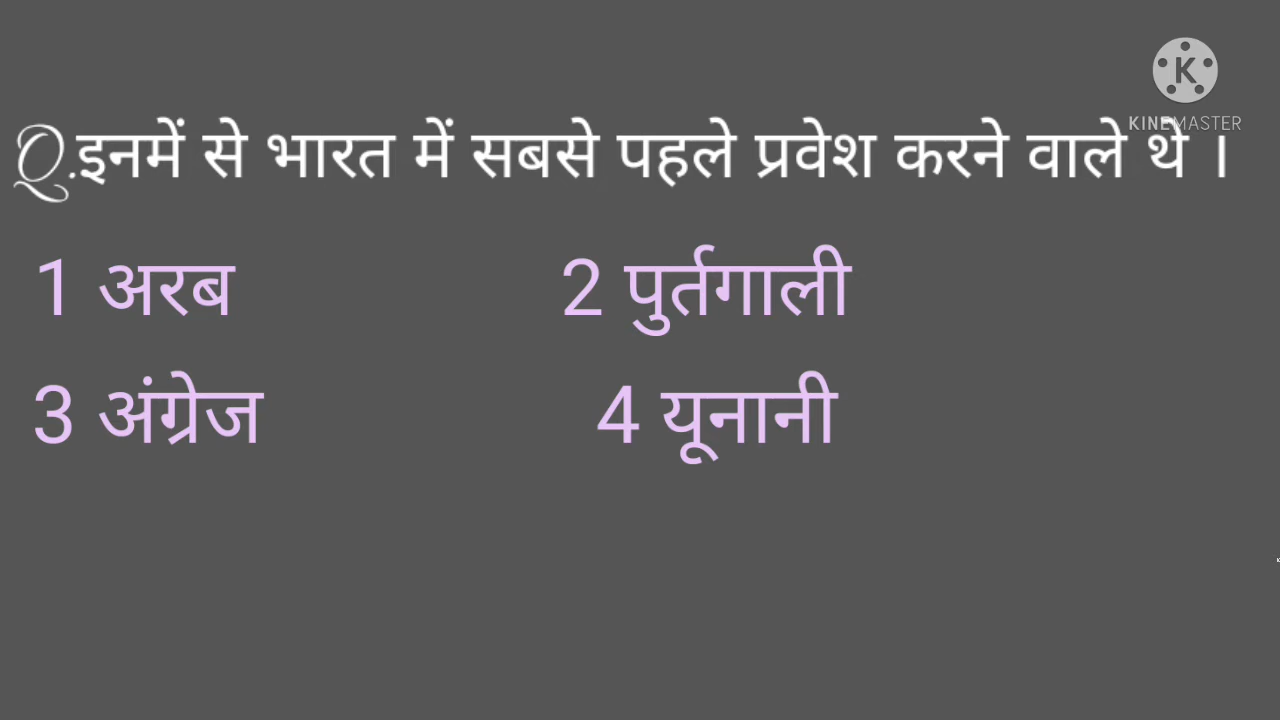 KINEMASTER
Q.इनमें से भारत में सबसे पहले प्रवेश करने वाले थे ।
1 अरब 2 पुर्तगाली
3 अंग्रेज 4 यूनानी